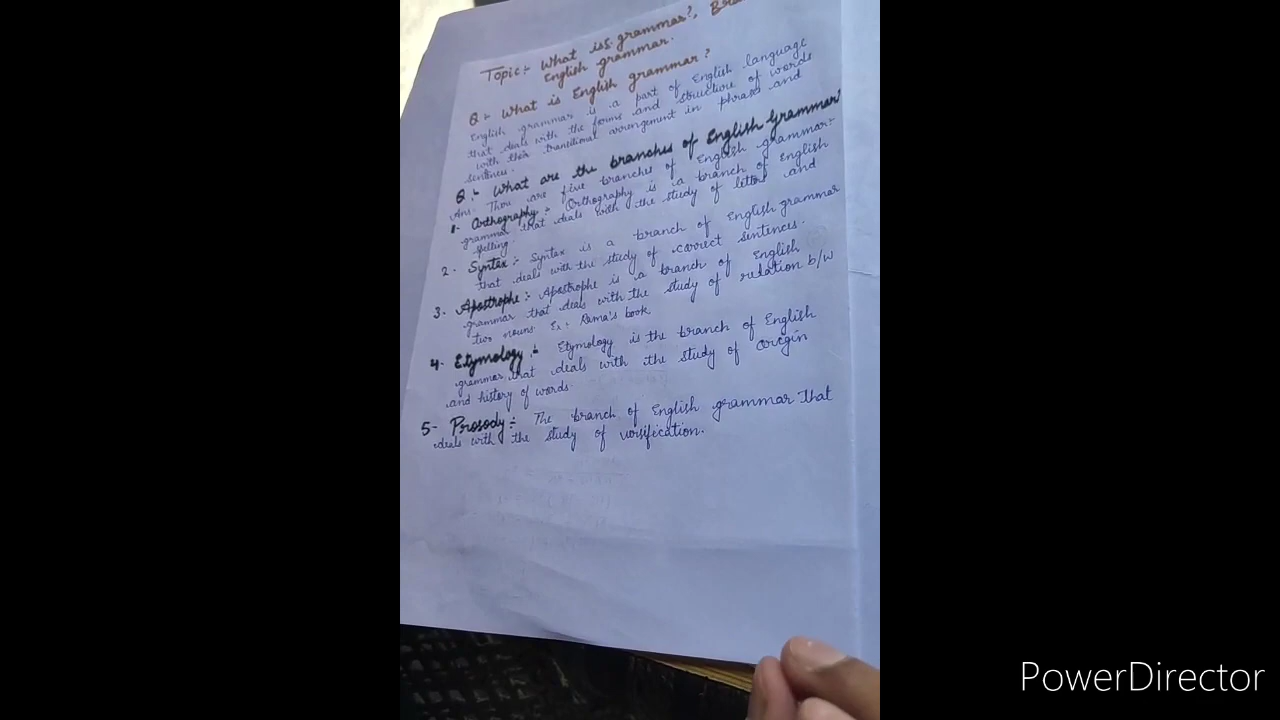 Topic:- What is E. grammar?,
English grammar.
Q:- What is English grammar?
English grammar is a part of English language
that deals with the forms and structure of words
with their transitional arrangement in phrases and
sentences.
Q:- What are the branches of English Grammar?
Ans- There are five branches of English grammar:-
1- Orthography:- Orthography is a branch of English
grammar that deals with the study of letters and
spelling.
2- Syntax:- Syntax is a branch of English grammar
that deals with the study of correct sentences.
3- Apostrophe:- Apostrophe is a branch of English
grammar that deals with the study of relation b/w
two nouns. Ex:- Rama's book.
4- Etymology:- Etymology is the branch of English
grammar that deals with the study of oregin
and history of words.
5- Prosody:- The branch of English grammar That
deals with the study of versification.
PowerDirector